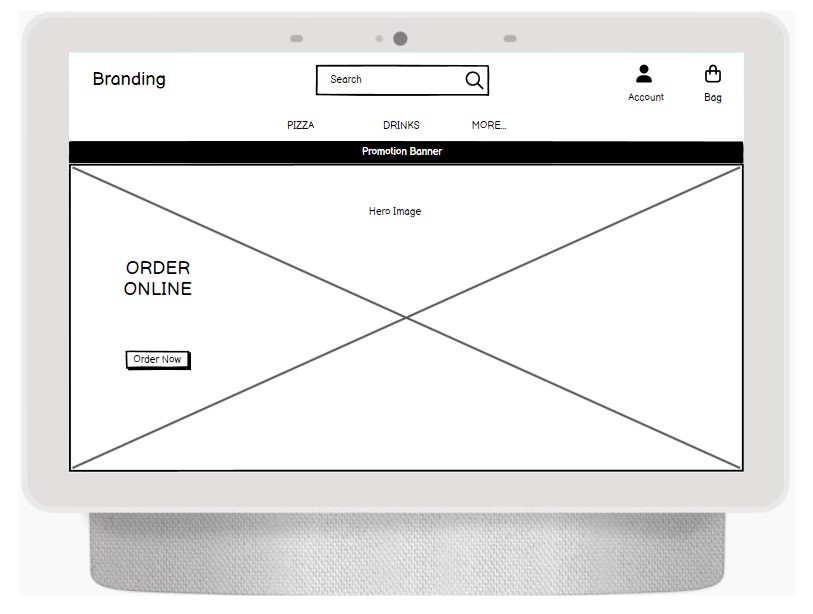 Branding
Search
Account
Bag
PIZZA
DRINKS
MORE...
Promotion Banner
Hero Image
ORDER
ONLINE
Order Now